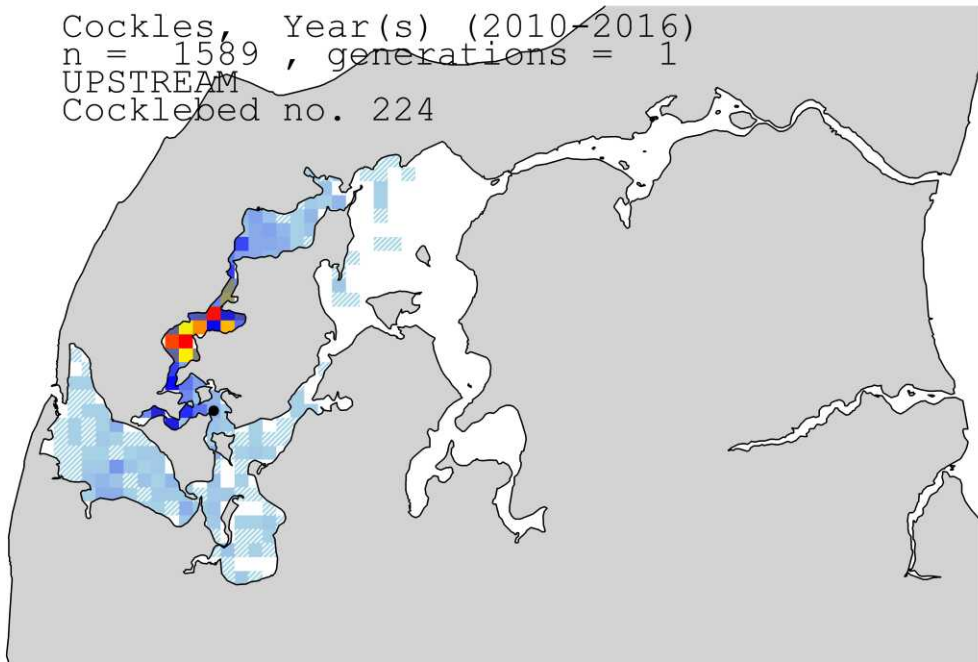 Cockles, Year(s) (2010-2016)
n = 1589 , generations = 1
UPSTREAM
Cocklebed no. 224